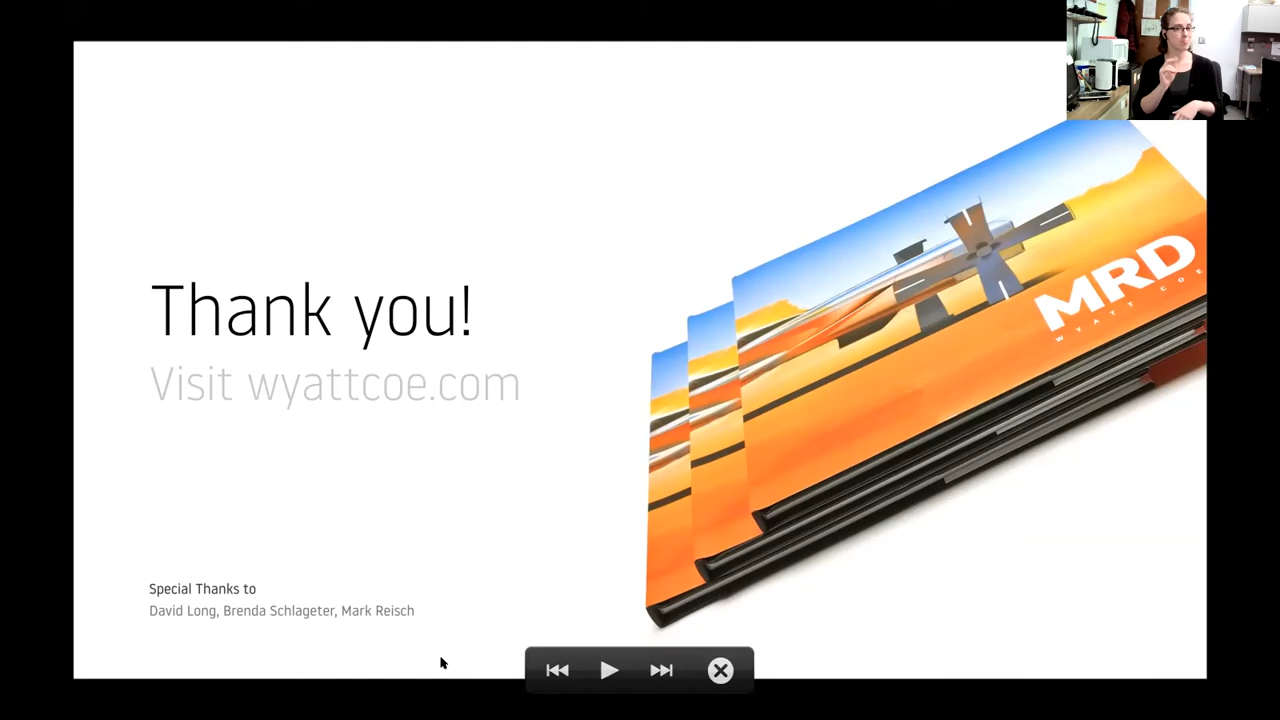 Thank you!
Visit wyattcoe.com
MRD
WYATT COE
Special Thanks to
David Long, Brenda Schlageter, Mark Reisch